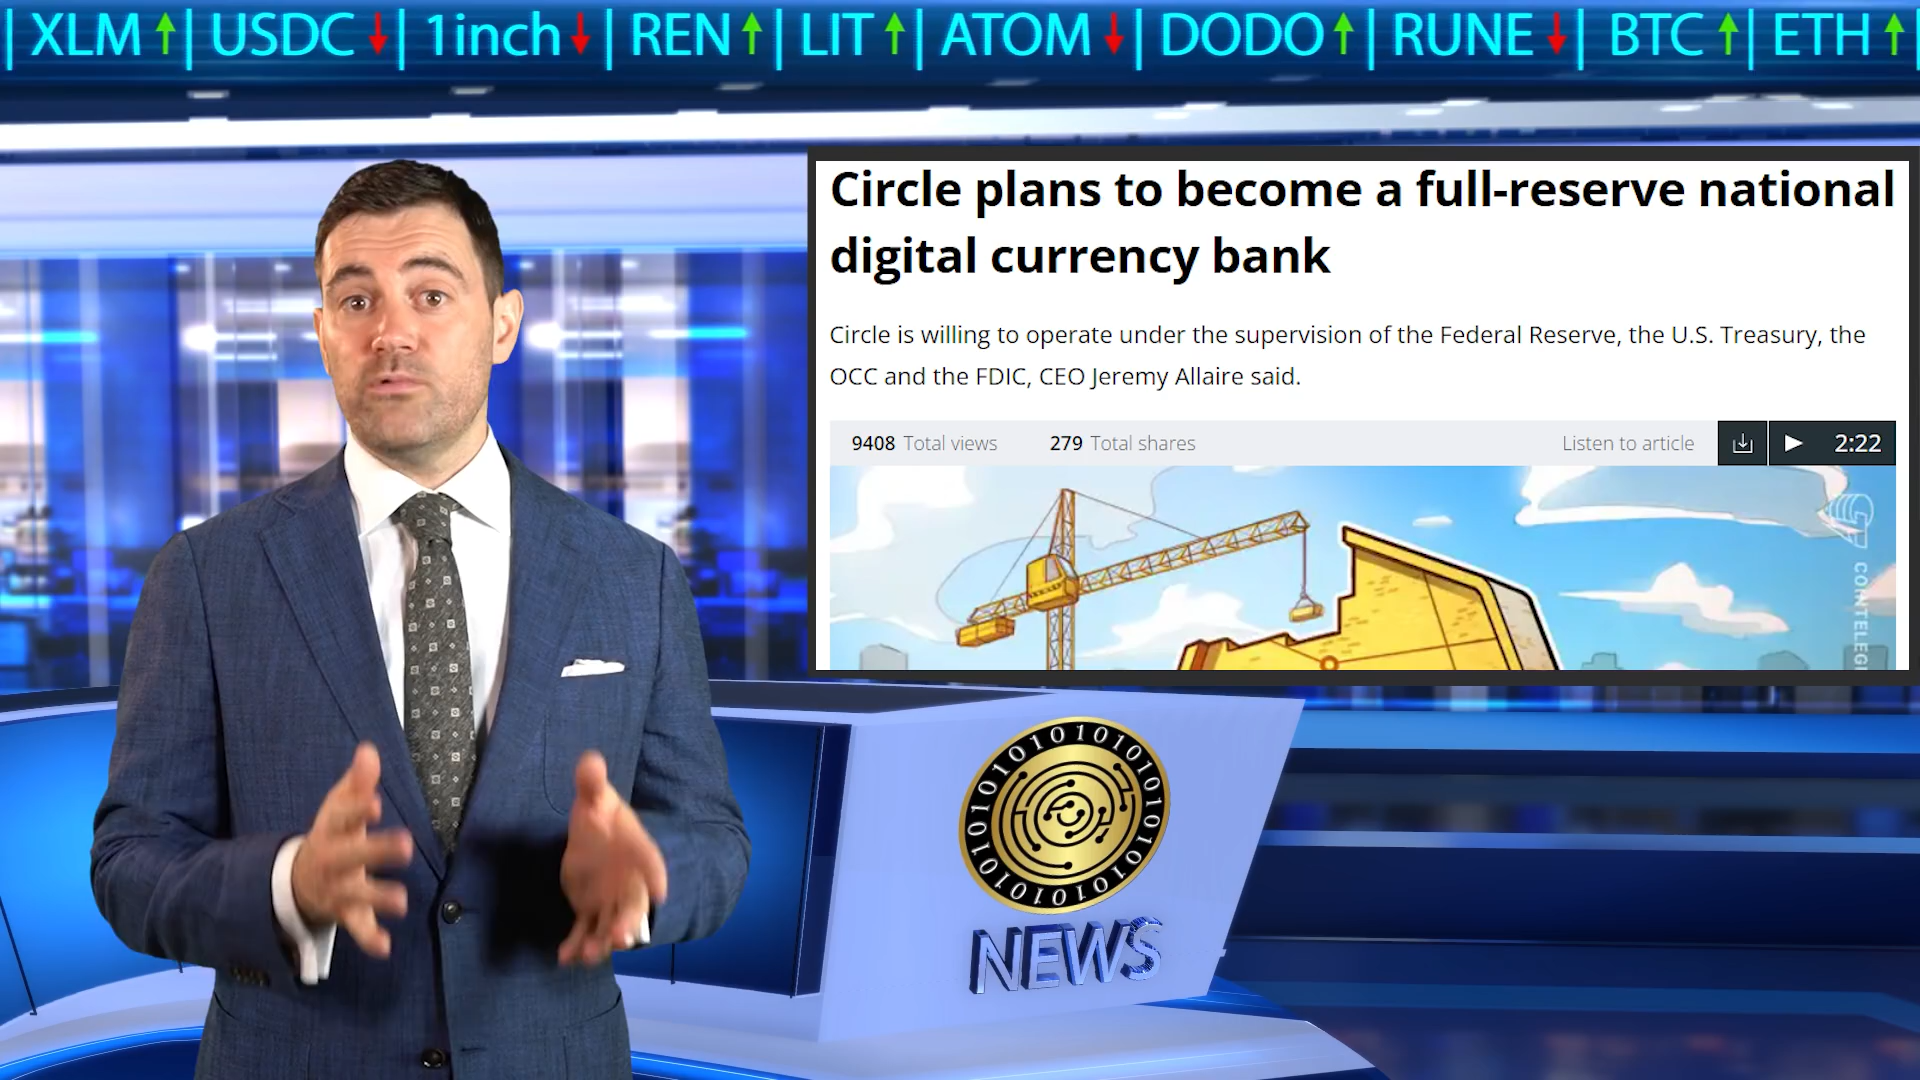 | XLM ↑ | USDC ↓ | 1inch ↓ | REN ↑ | LIT ↑ | ATOM ↓ | DODO ↑ | RUNE ↓ | BTC ↑ | ETH ↑ |
Circle plans to become a full-reserve national
digital currency bank
Circle is willing to operate under the supervision of the Federal Reserve, the U.S. Treasury, the
OCC and the FDIC, CEO Jeremy Allaire said.
9408 Total views 279 Total shares Listen to article 2:22
NEWS